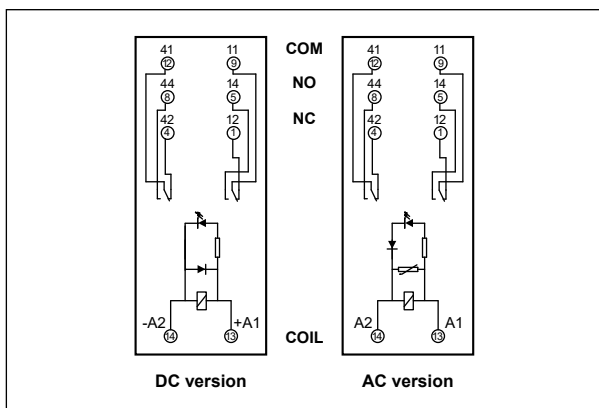 41 11 COM 41 11
12 9 12 9
44 14 NO 44 14
8 5 8 5
42 12 NC 42 12
4 1 4 1
-A2 +A1 COIL A2 A1
14 13 14 13
DC version AC version